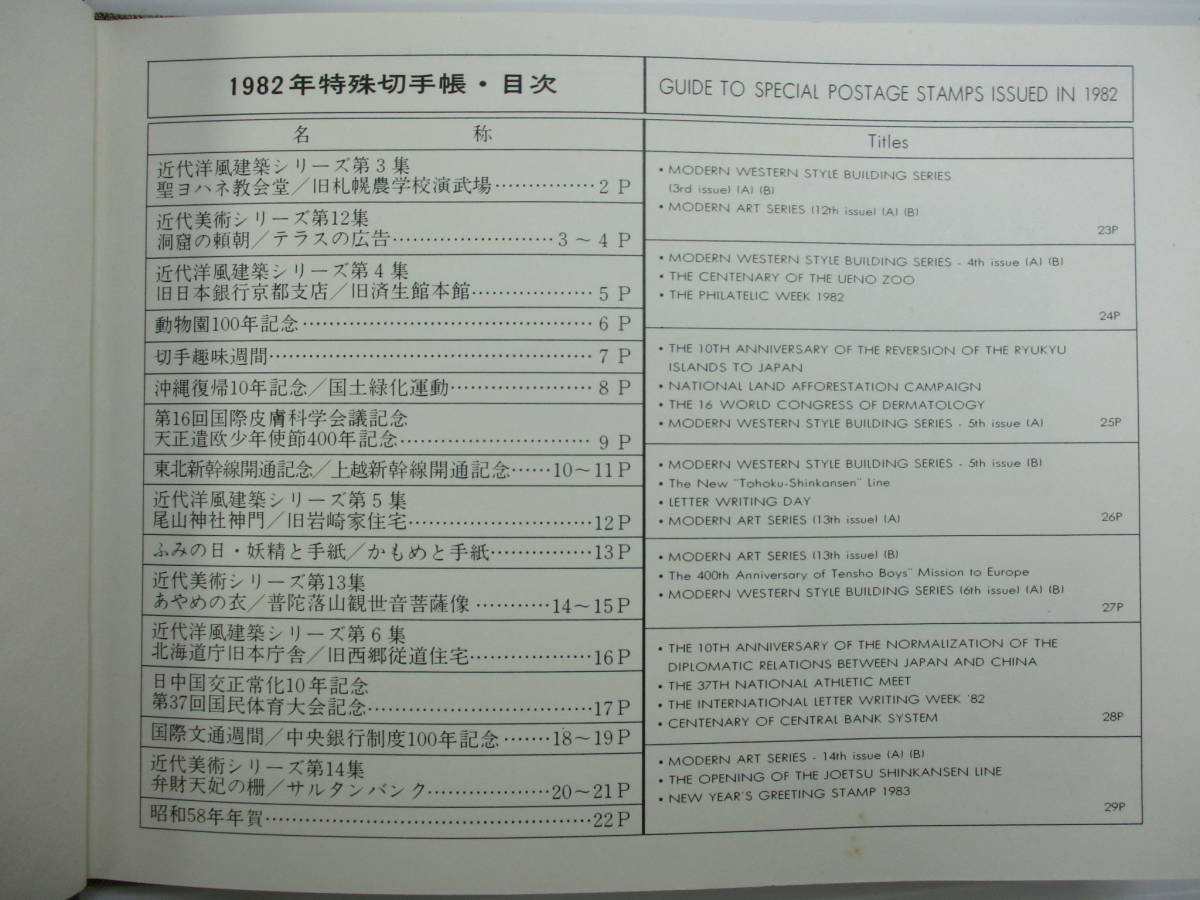 1982年特殊切手帳・目次
名 称
近代洋風建築シリーズ第3集
聖ヨハネ教会堂/旧札幌農学校演武場……………2P
近代美術シリーズ第12集
洞窟の頼朝/テラスの広告……………………3～4P
近代洋風建築シリーズ第4集
旧日本銀行京都支店/旧済生館本館………………5P
動物園100年記念……………………………………6P
切手趣味週間…………………………………………7P
沖縄復帰10年記念/国土緑化運動…………………8P
第16回国際皮膚科学会議記念
天正遣欧少年使節400年記念………………………9P
東北新幹線開通記念/上越新幹線開通記念……10～11P
近代洋風建築シリーズ第5集
尾山神社神門/旧岩崎家住宅………………………12P
ふみの日・妖精と手紙/かもめと手紙……………13P
近代美術シリーズ第13集
あやめの衣/普陀落山観世音菩薩像…………14～15P
近代洋風建築シリーズ第6集
北海道庁旧本庁舎/旧西郷従道住宅………………16P
日中国交正常化10年記念
第37回国民体育大会記念……………………………17P
国際文通週間/中央銀行制度100年記念………18～19P
近代美術シリーズ第14集
弁財天妃の柵/サルタンバンク………………20～21P
昭和58年年賀…………………………………………22P
GUIDE TO SPECIAL POSTAGE STAMPS ISSUED IN 1982
Titles
• MODERN WESTERN STYLE BUILDING SERIES
(3rd issue) (A) (B)
• MODERN ART SERIES (12th issue) (A) (B)
23P
• MODERN WESTERN STYLE BUILDING SERIES - 4th issue (A) (B)
• THE CENTENARY OF THE UENO ZOO
• THE PHILATELIC WEEK 1982
24P
• THE 10TH ANNIVERSARY OF THE REVERSION OF THE RYUKYU
ISLANDS TO JAPAN
• NATIONAL LAND AFFORESTATION CAMPAIGN
• THE 16 WORLD CONGRESS OF DERMATOLOGY
• MODERN WESTERN STYLE BUILDING SERIES - 5th issue (A) 25P
• MODERN WESTERN STYLE BUILDING SERIES - 5th issue (B)
• The New "Tohoku-Shinkansen" Line
• LETTER WRITING DAY
• MODERN ART SERIES (13th issue) (A) 26P
• MODERN ART SERIES (13th issue) (B)
• The 400th Anniversary of Tensho Boys" Mission to Europe
• MODERN WESTERN STYLE BUILDING SERIES (6th issue) (A) (B)
27P
• THE 10TH ANNIVERSARY OF THE NORMALIZATION OF THE
DIPLOMATIC RELATIONS BETWEEN JAPAN AND CHINA
• THE 37TH NATIONAL ATHLETIC MEET
• THE INTERNATIONAL LETTER WRITING WEEK '82
• CENTENARY OF CENTRAL BANK SYSTEM 28P
• MODERN ART SERIES - 14th issue (A) (B)
• THE OPENING OF THE JOETSU SHINKANSEN LINE
• NEW YEAR'S GREETING STAMP 1983
29P